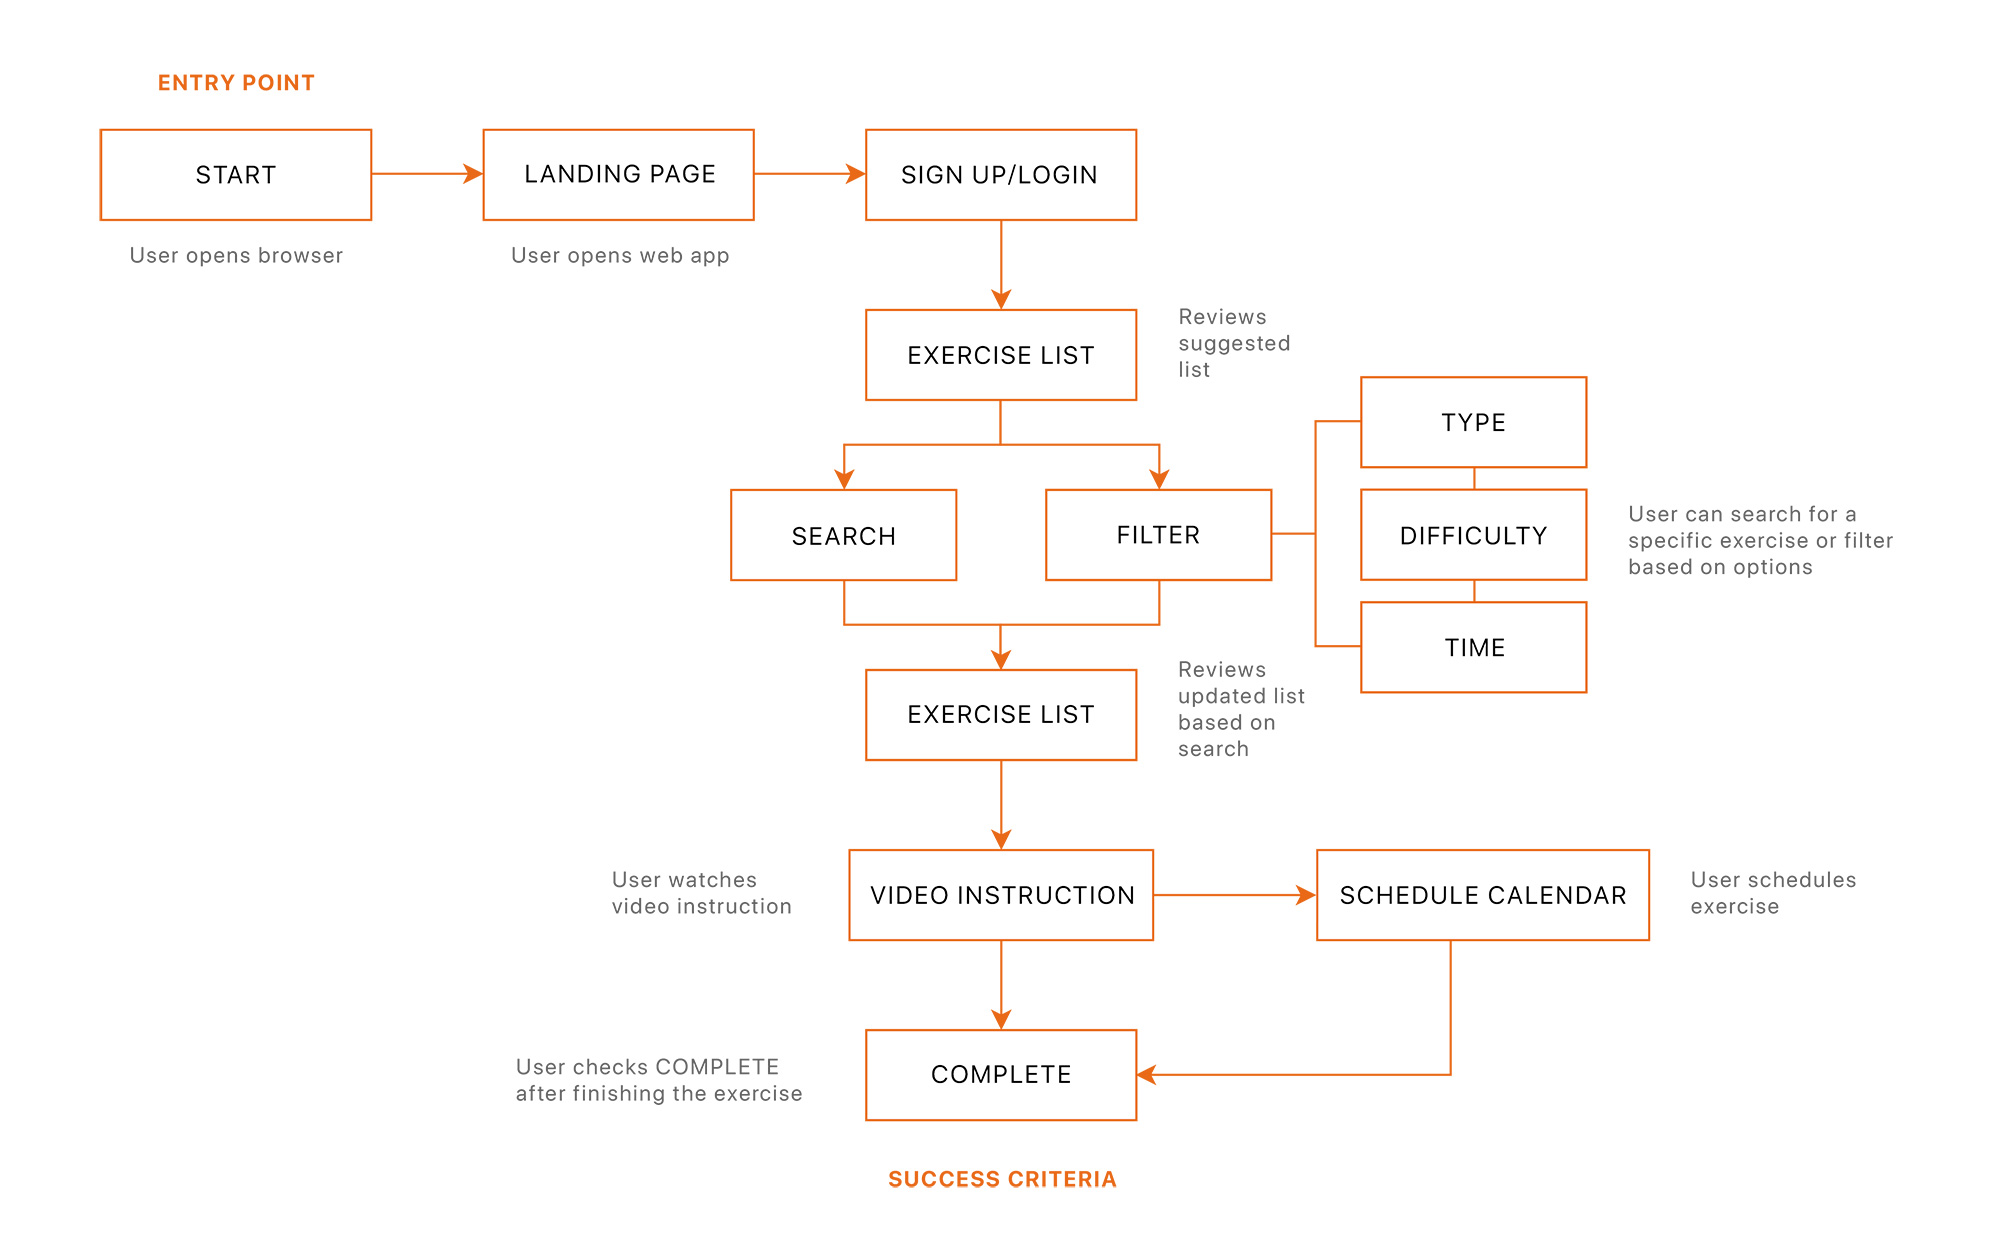 ENTRY POINT
START
LANDING PAGE
SIGN UP/LOGIN
User opens browser
User opens web app
EXERCISE LIST
Reviews
suggested
list
SEARCH
FILTER
TYPE
DIFFICULTY
TIME
User can search for a
specific exercise or filter
based on options
EXERCISE LIST
Reviews
updated list
based on
search
User watches
video instruction
VIDEO INSTRUCTION
SCHEDULE CALENDAR
User schedules
exercise
User checks COMPLETE
after finishing the exercise
COMPLETE
SUCCESS CRITERIA